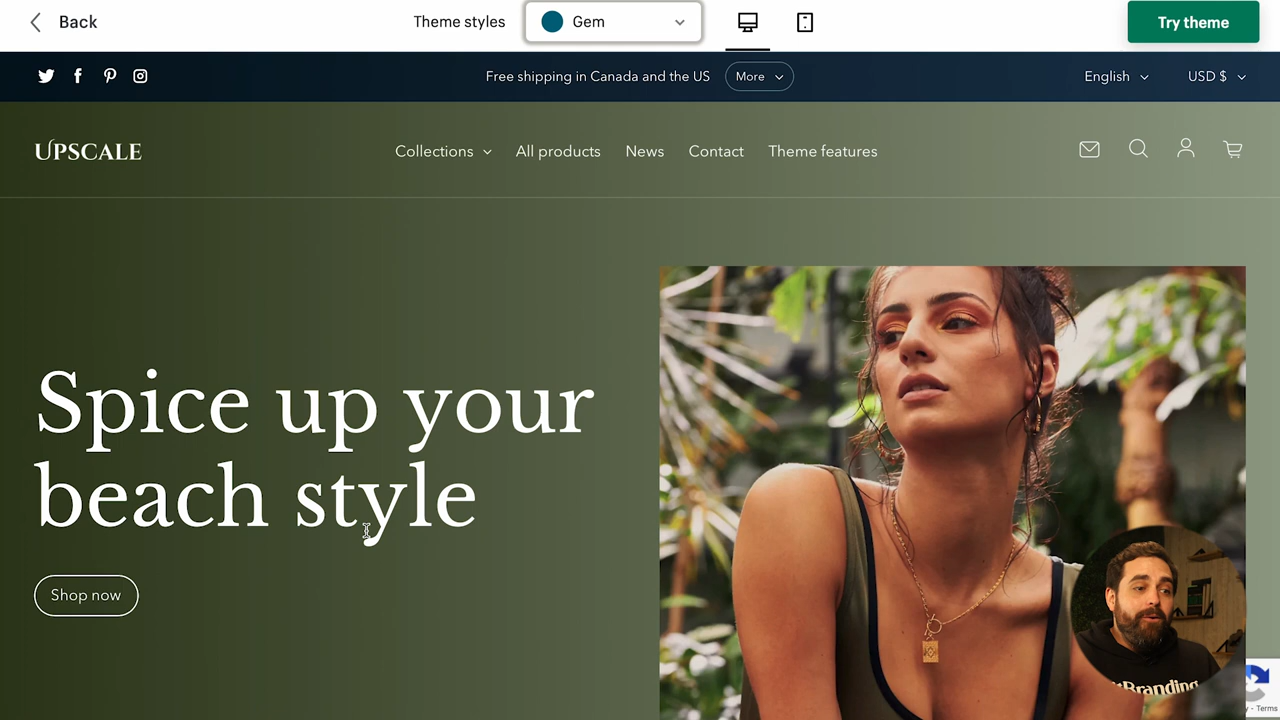 Back
Theme styles
Gem
Try theme
Free shipping in Canada and the US
More
English
USD $
UPSCALE
Collections
All products
News
Contact
Theme features
Spice up your
beach style
Shop now
Branding
- Terms